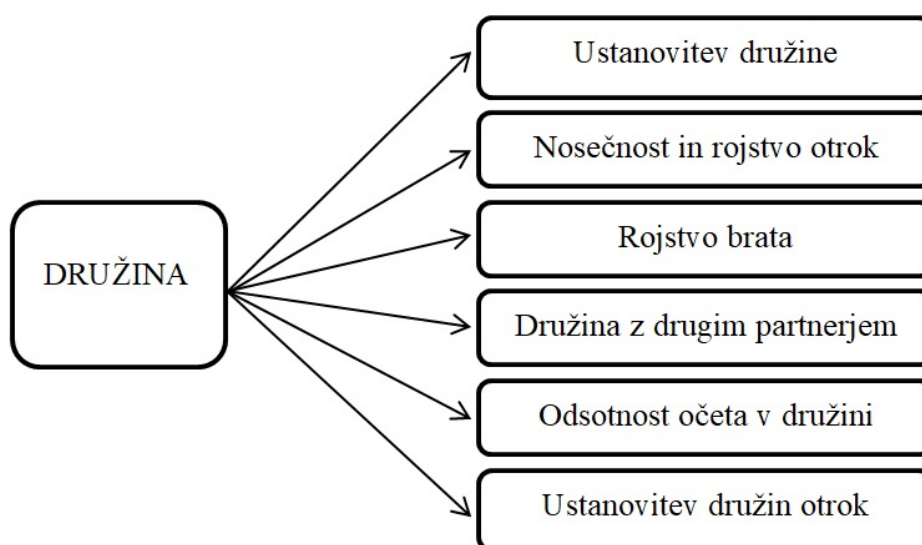 DRUŽINA
Ustanovitev družine
Nosečnost in rojstvo otrok
Rojstvo brata
Družina z drugim partnerjem
Odsotnost očeta v družini
Ustanovitev družin otrok